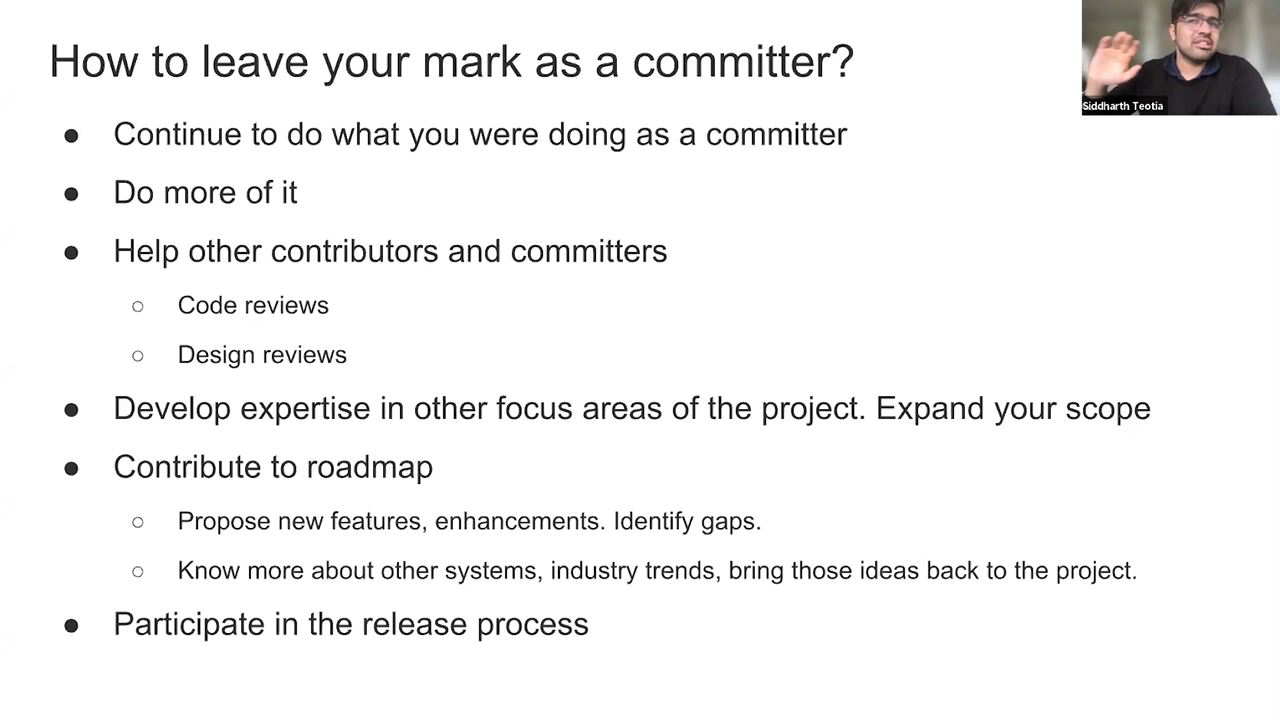 How to leave your mark as a committer?
Siddharth Teotia
● Continue to do what you were doing as a committer
● Do more of it
● Help other contributors and committers
○ Code reviews
○ Design reviews
● Develop expertise in other focus areas of the project. Expand your scope
● Contribute to roadmap
○ Propose new features, enhancements. Identify gaps.
○ Know more about other systems, industry trends, bring those ideas back to the project.
● Participate in the release process